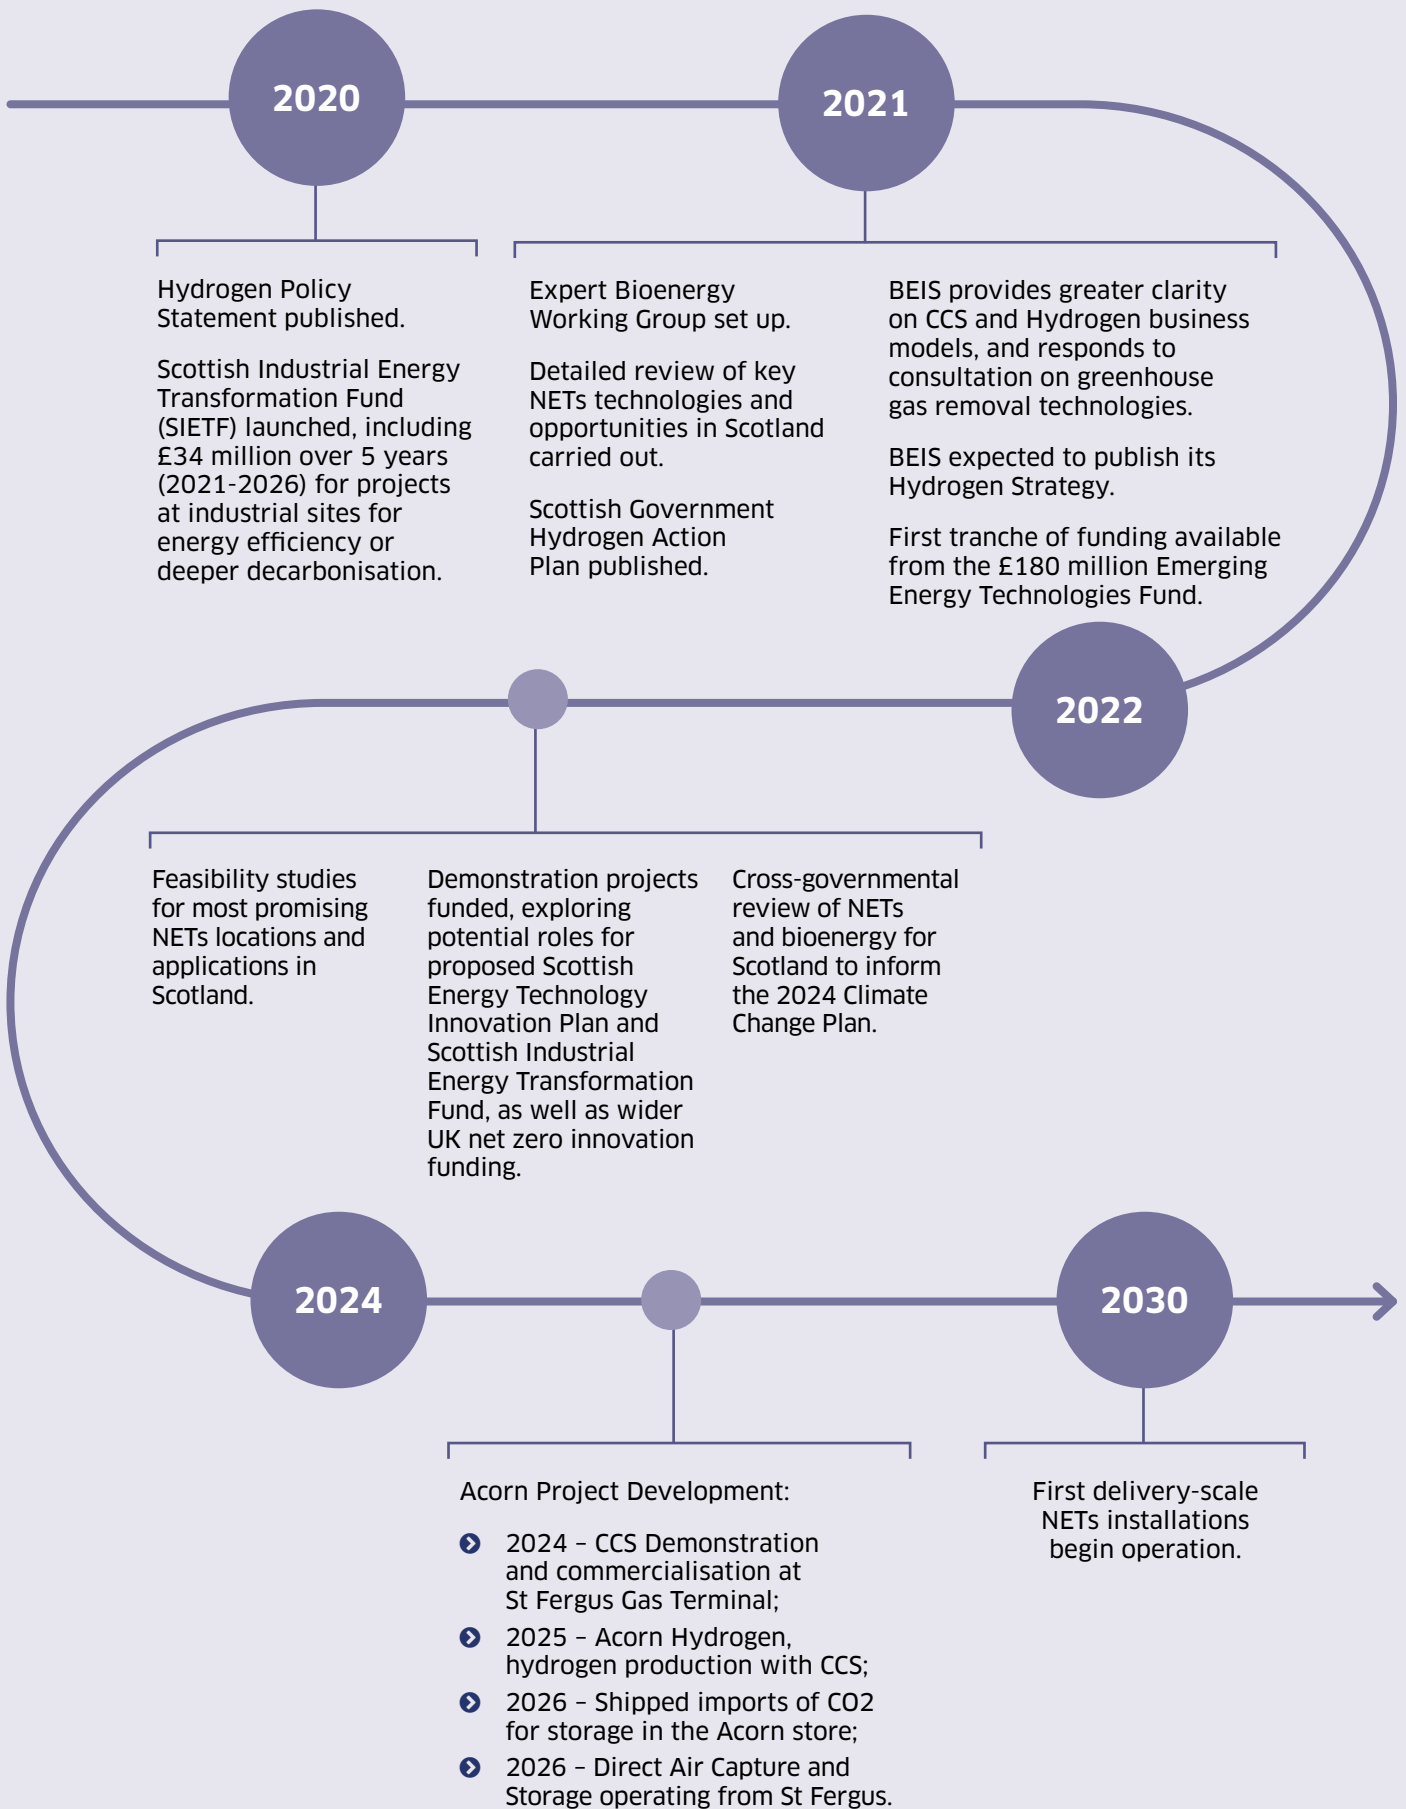 2020
2021
Hydrogen Policy
Statement published.
Scottish Industrial Energy
Transformation Fund
(SIETF) launched, including
£34 million over 5 years
(2021-2026) for projects
at industrial sites for
energy efficiency or
deeper decarbonisation.
Expert Bioenergy
Working Group set up.
Detailed review of key
NETs technologies and
opportunities in Scotland
carried out.
Scottish Government
Hydrogen Action
Plan published.
BEIS provides greater clarity
on CCS and Hydrogen business
models, and responds to
consultation on greenhouse
gas removal technologies.
BEIS expected to publish its
Hydrogen Strategy.
First tranche of funding available
from the £180 million Emerging
Energy Technologies Fund.
2022
Feasibility studies
for most promising
NETs locations and
applications in
Scotland.
Demonstration projects
funded, exploring
potential roles for
proposed Scottish
Energy Technology
Innovation Plan and
Scottish Industrial
Energy Transformation
Fund, as well as wider
UK net zero innovation
funding.
Cross-governmental
review of NETs
and bioenergy for
Scotland to inform
the 2024 Climate
Change Plan.
2024
2030
Acorn Project Development:
2024 – CCS Demonstration
and commercialisation at
St Fergus Gas Terminal;
2025 – Acorn Hydrogen,
hydrogen production with CCS;
2026 – Shipped imports of CO2
for storage in the Acorn store;
2026 – Direct Air Capture and
Storage operating from St Fergus.
First delivery-scale
NETs installations
begin operation.